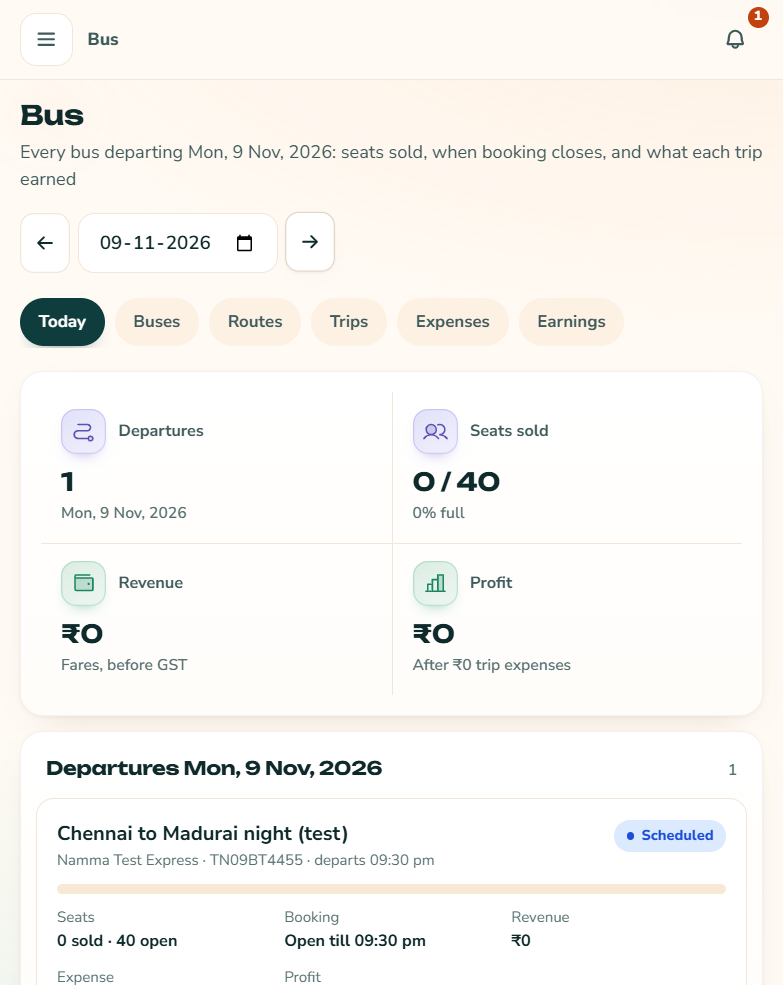 Bus
1
Bus
Every bus departing Mon, 9 Nov, 2026: seats sold, when booking closes, and what each trip
earned
09-11-2026
Today Buses Routes Trips Expenses Earnings
Departures
1
Mon, 9 Nov, 2026
Seats sold
0 / 40
0% full
Revenue
₹0
Fares, before GST
Profit
₹0
After ₹0 trip expenses
Departures Mon, 9 Nov, 2026 1
Chennai to Madurai night (test) Scheduled
Namma Test Express · TN09BT4455 · departs 09:30 pm
Seats Booking Revenue
0 sold · 40 open Open till 09:30 pm ₹0
Expense Profit